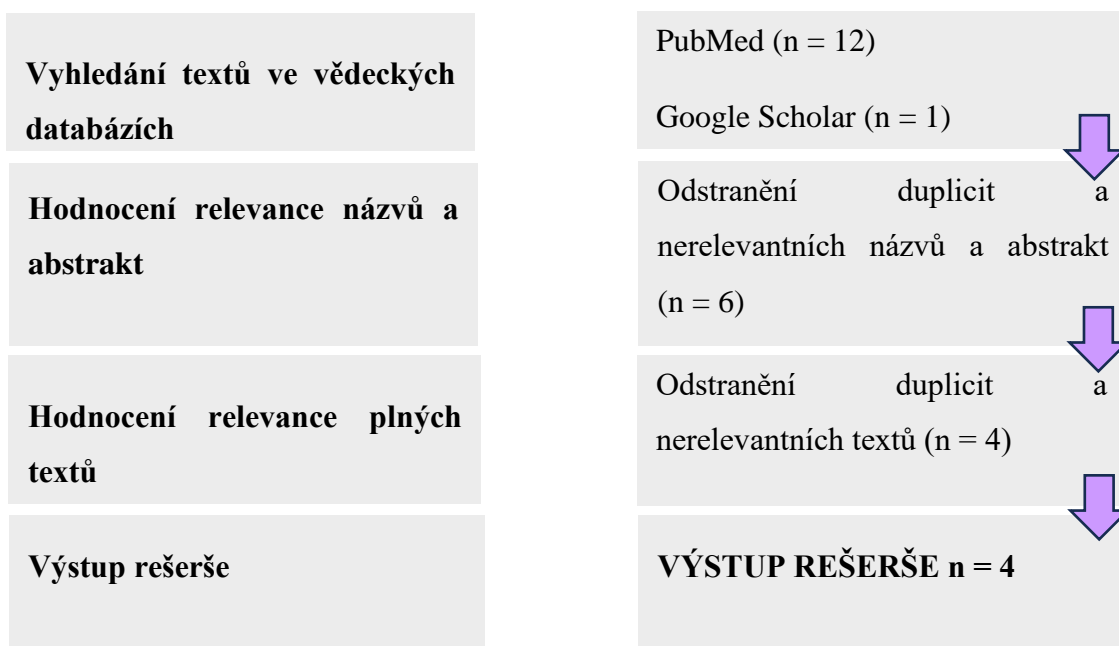 Vyhledání textů ve vědeckých
databázích
PubMed (n = 12)
Google Scholar (n = 1)
Hodnocení relevance názvů a
abstrakt
Odstranění duplicit a
nerelevantních názvů a abstrakt
(n = 6)
Hodnocení relevance plných
textů
Odstranění duplicit a
nerelevantních textů (n = 4)
Výstup rešerše
VÝSTUP REŠERŠE n = 4